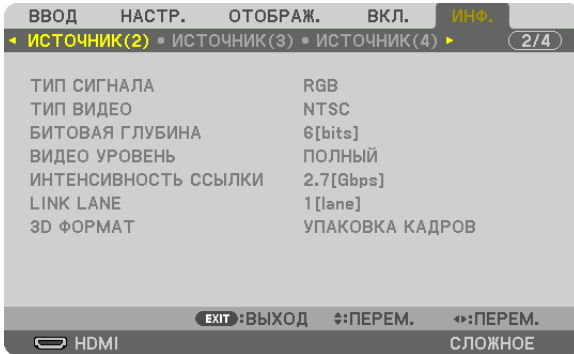 ВВОД НАСТР. ОТОБРАЖ. ВКЛ. ИНФ.
◄ ИСТОЧНИК(2) • ИСТОЧНИК(3) • ИСТОЧНИК(4) ► 2/4
ТИП СИГНАЛА RGB
ТИП ВИДЕО NTSC
БИТОВАЯ ГЛУБИНА 6[bits]
ВИДЕО УРОВЕНЬ ПОЛНЫЙ
ИНТЕНСИВНОСТЬ ССЫЛКИ 2.7[Gbps]
LINK LANE 1[lane]
3D ФОРМАТ УПАКОВКА КАДРОВ
EXIT :ВЫХОД :ПЕРЕМ. :ПЕРЕМ.
HDMI СЛОЖНОЕ